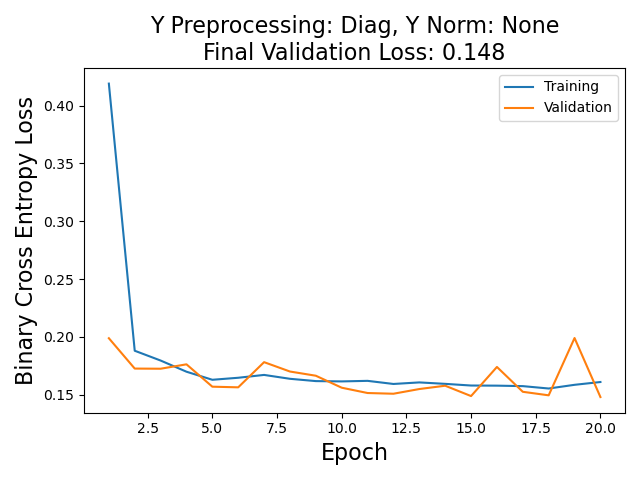 Y Preprocessing: Diag, Y Norm: None
Final Validation Loss: 0.148
Training
Validation
Binary Cross Entropy Loss
0.40
0.35
0.30
0.25
0.20
0.15
2.5 5.0 7.5 10.0 12.5 15.0 17.5 20.0
Epoch